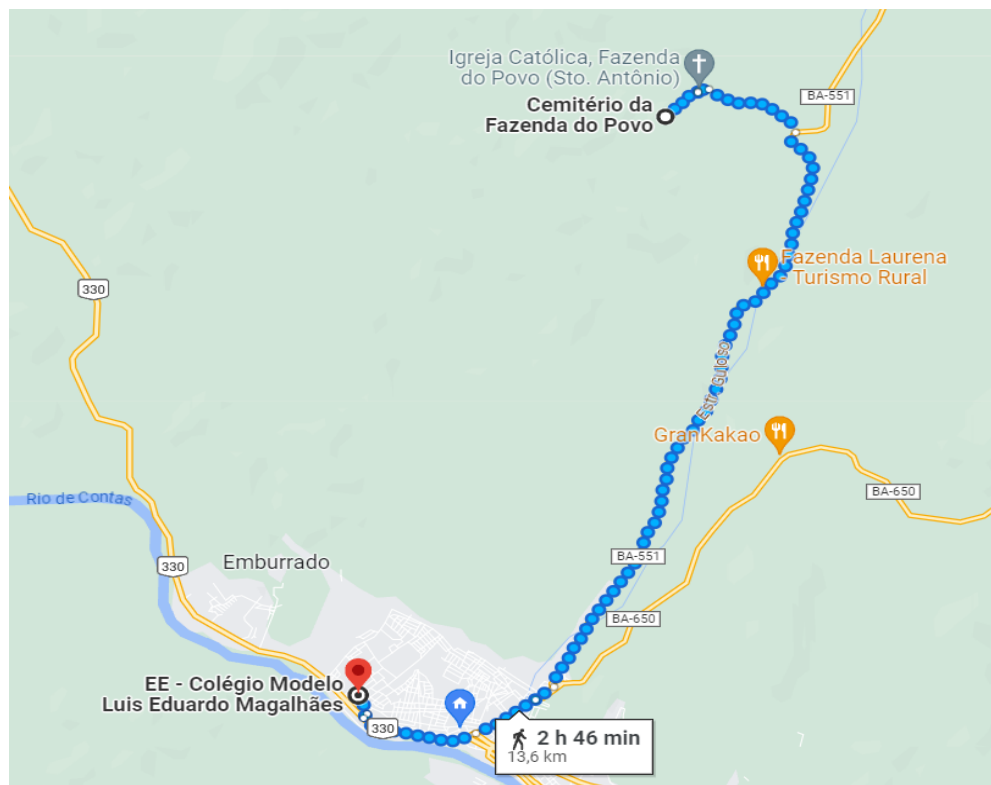 Igreja Católica, Fazenda
do Povo (Sto. Antônio)
Cemitério da
Fazenda do Povo
BA-551
Fazenda Laurena
Turismo Rural
330
Estr. Guloso
GranKakao
BA-650
Rio de Contas
BA-551
Emburrado
330
BA-650
EE - Colégio Modelo
Luis Eduardo Magalhães
330
2 h 46 min
13,6 km